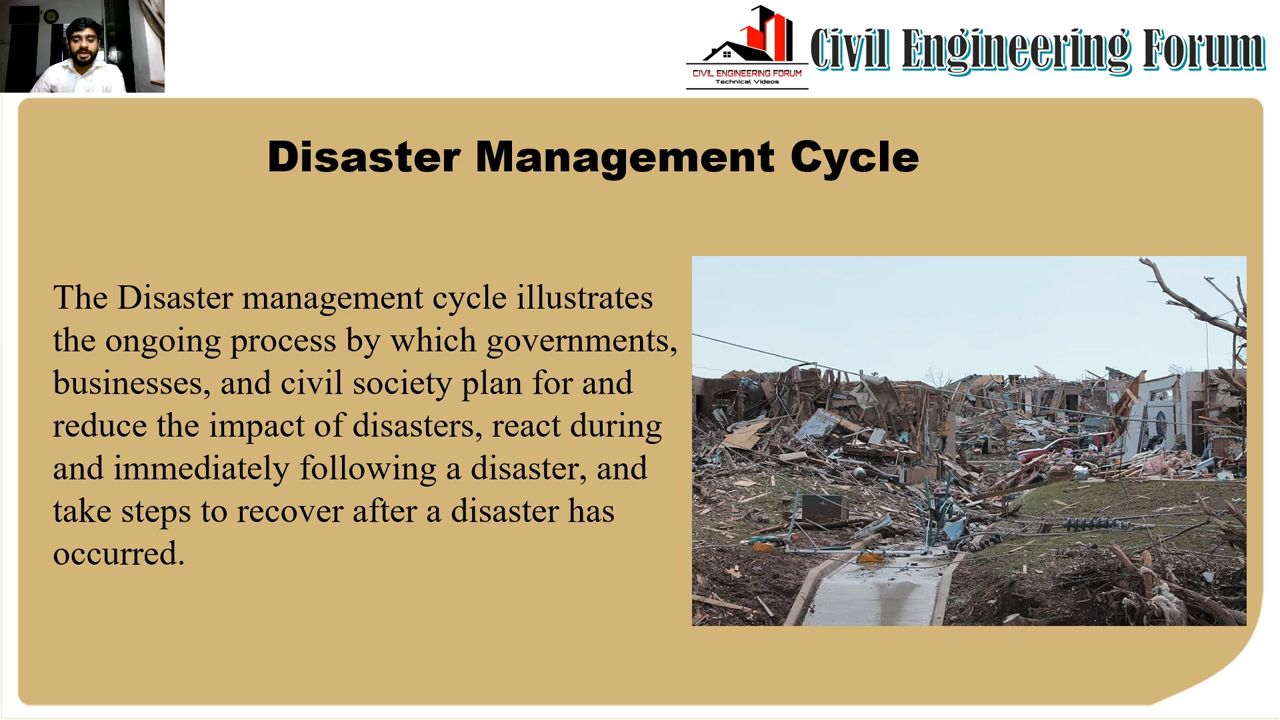 CIVIL ENGINEERING FORUM
Technical Videos
Civil Engineering Forum
Disaster Management Cycle
The Disaster management cycle illustrates
the ongoing process by which governments,
businesses, and civil society plan for and
reduce the impact of disasters, react during
and immediately following a disaster, and
take steps to recover after a disaster has
occurred.